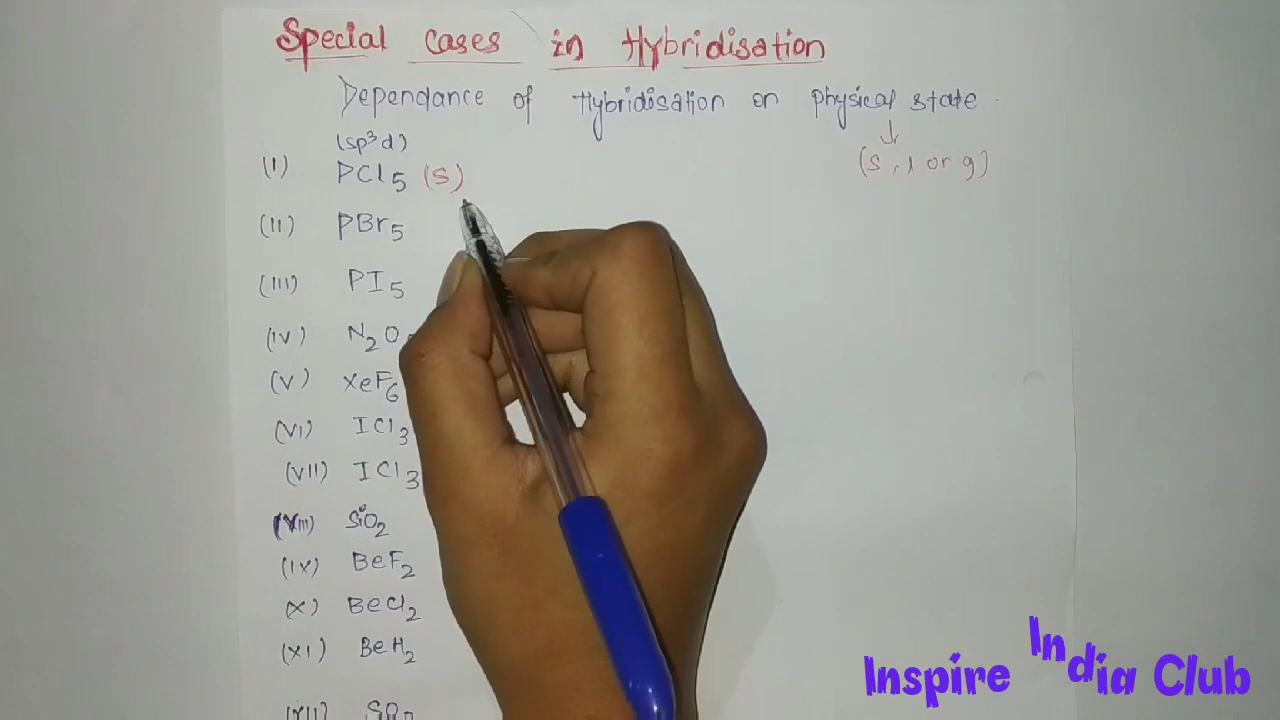 Special cases in Hybridisation
Dependance of Hybridisation on physical state
(s, l or g)
(sp³d)
(I) PCl₅ (S)
(II) PBr₅
(III) PI₅
(IV) N₂O
(V) XeF₆
(VI) ICl₃
(VII) ICl₃
(VIII) SiO₂
(IX) BeF₂
(X) BeCl₂
(XI) BeH₂
(XII)
Inspire India Club